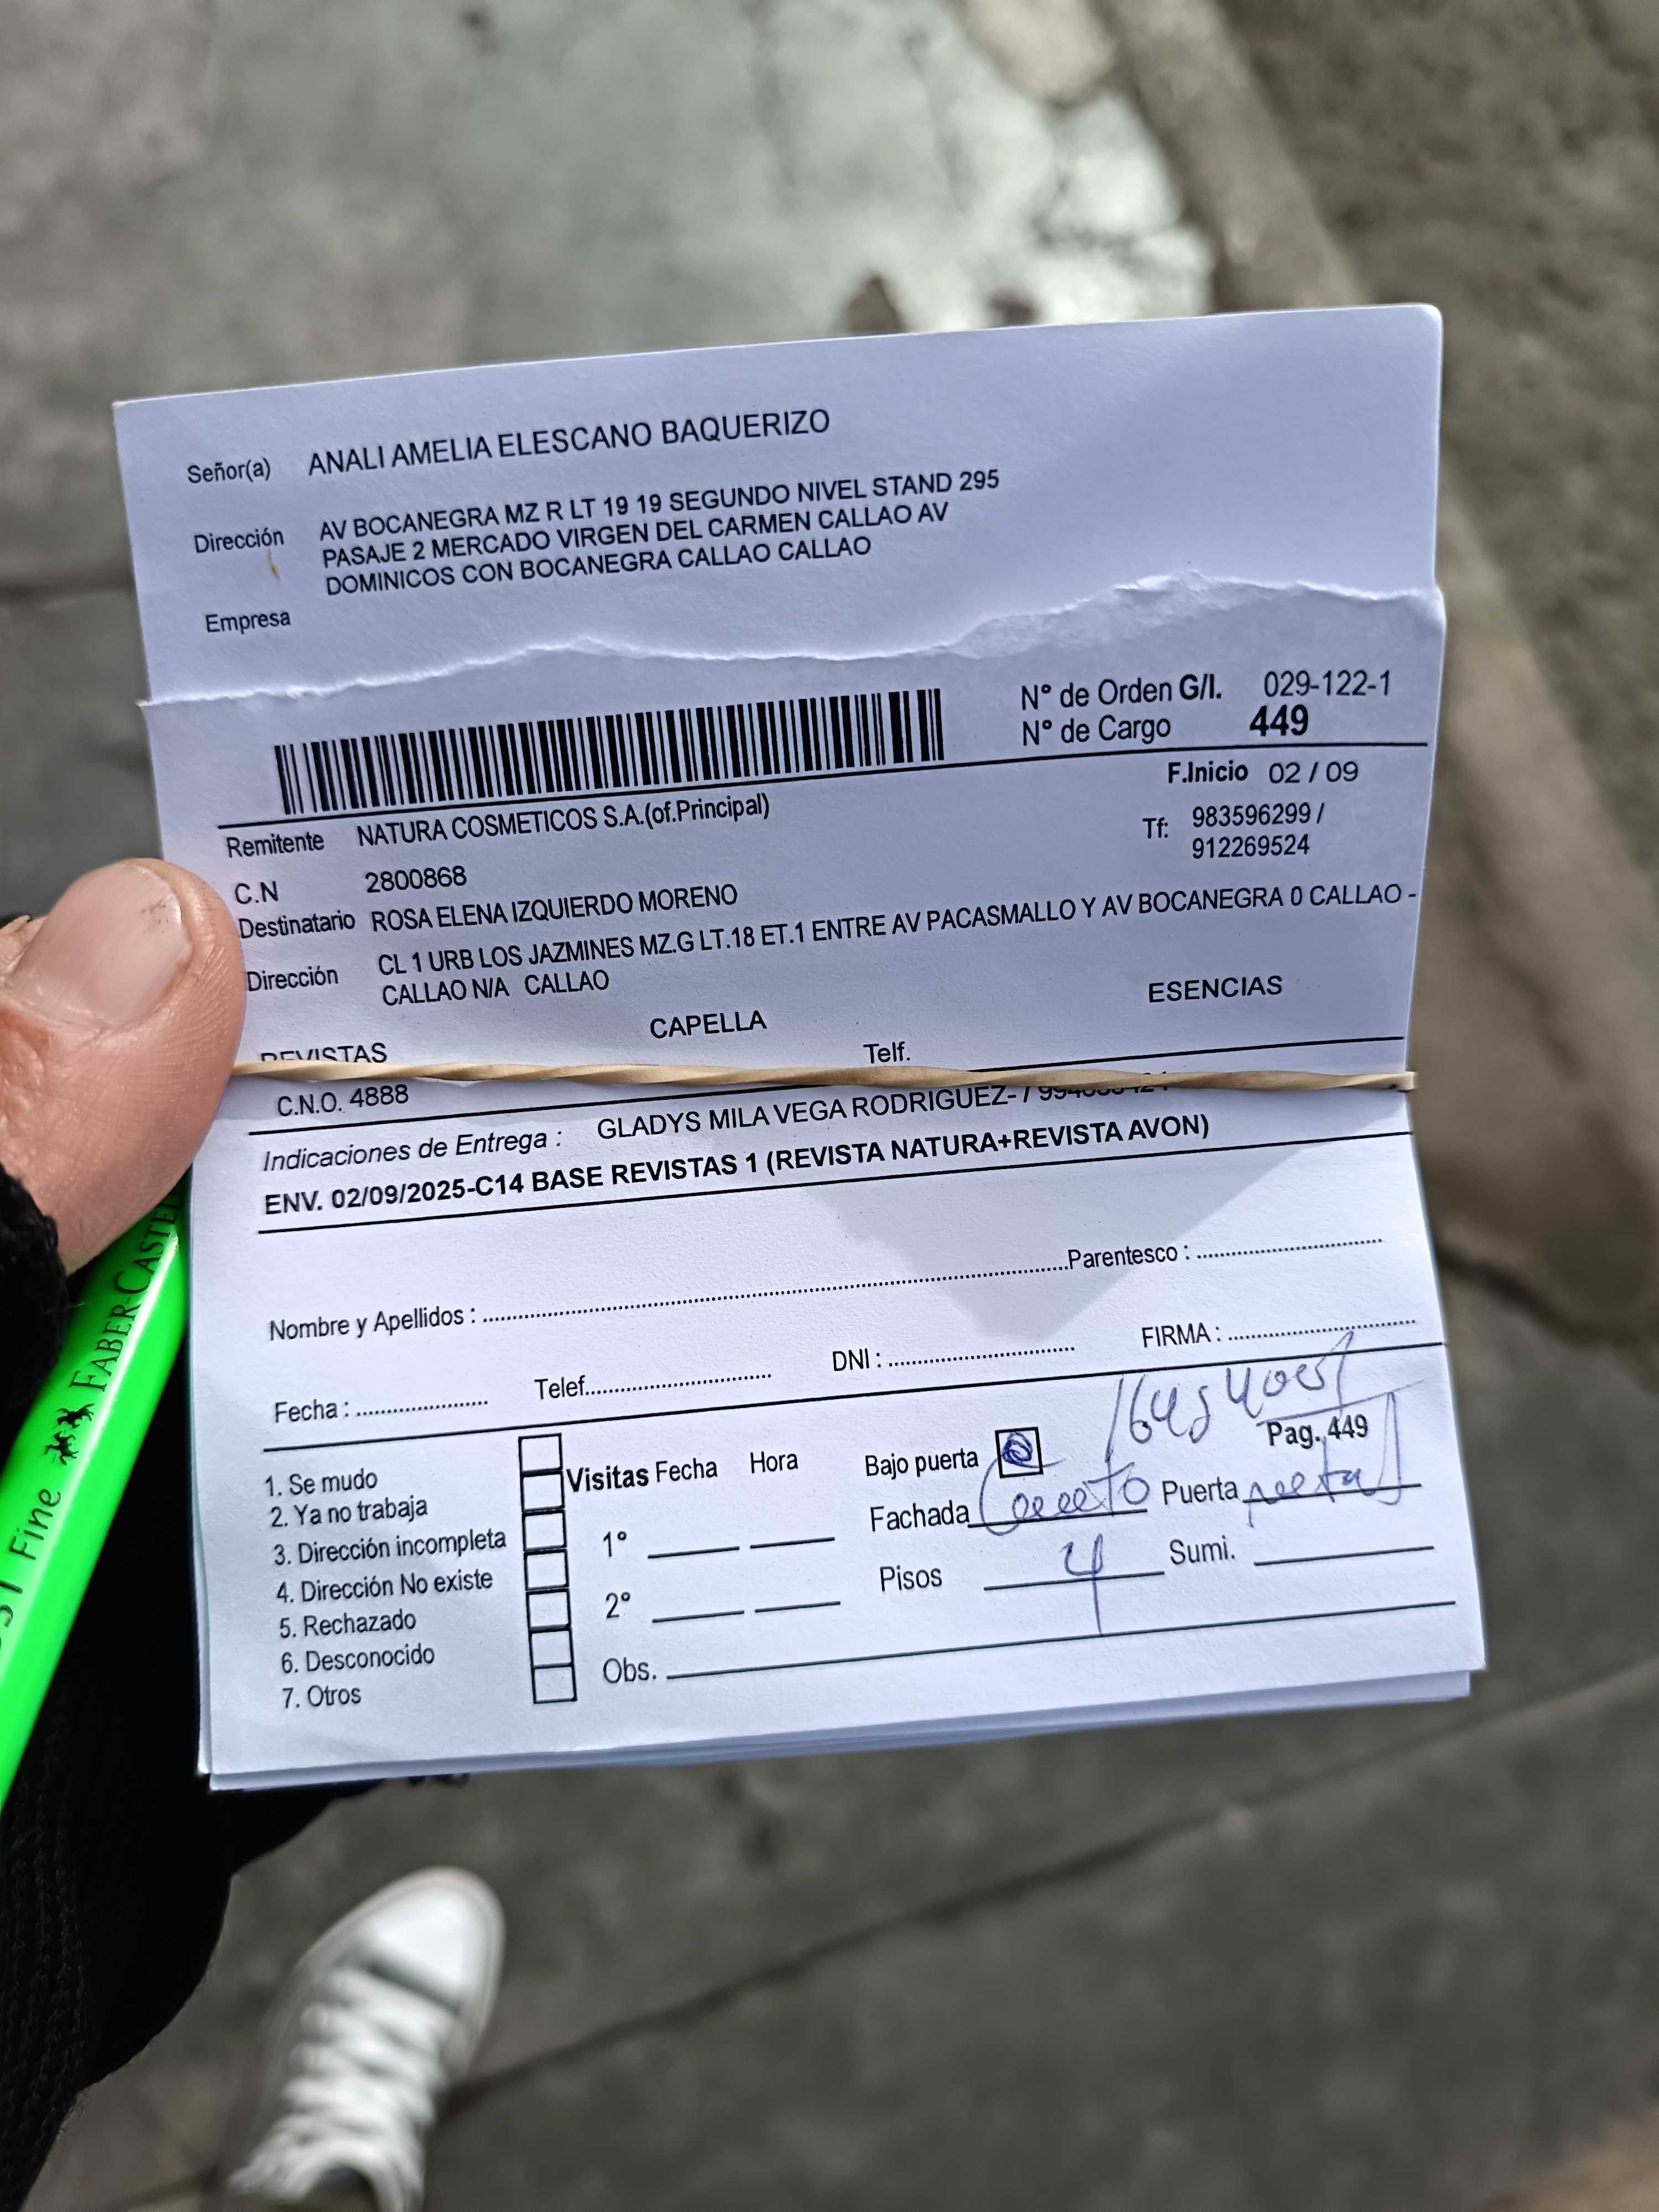 Señor(a) ANALI AMELIA ELESCANO BAQUERIZO
Dirección AV BOCANEGRA MZ R LT 19 19 SEGUNDO NIVEL STAND 295
PASAJE 2 MERCADO VIRGEN DEL CARMEN CALLAO AV
DOMINICOS CON BOCANEGRA CALLAO CALLAO
Empresa
N° de Orden G/I. 029-122-1
N° de Cargo 449
F.Inicio 02 / 09
Remitente NATURA COSMETICOS S.A.(of.Principal)
Tf: 983596299 /
912269524
C.N 2800868
Destinatario ROSA ELENA IZQUIERDO MORENO
Dirección CL 1 URB LOS JAZMINES MZ.G LT.18 ET.1 ENTRE AV PACASMALLO Y AV BOCANEGRA 0 CALLAO -
CALLAO N/A CALLAO
REVISTAS CAPELLA ESENCIAS
C.N.O. 4888 Telf.
Indicaciones de Entrega : GLADYS MILA VEGA RODRIGUEZ- /
ENV. 02/09/2025-C14 BASE REVISTAS 1 (REVISTA NATURA+REVISTA AVON)
Nombre y Apellidos : Parentesco :
Fecha : Telef. DNI : FIRMA :
Pag. 449
1. Se mudo
2. Ya no trabaja
3. Dirección incompleta
4. Dirección No existe
5. Rechazado
6. Desconocido
7. Otros
Visitas Fecha Hora
1°
2°
Obs.
Bajo puerta
Fachada Puerta
Pisos 4 Sumi.
FABER-CASTELL
Fine